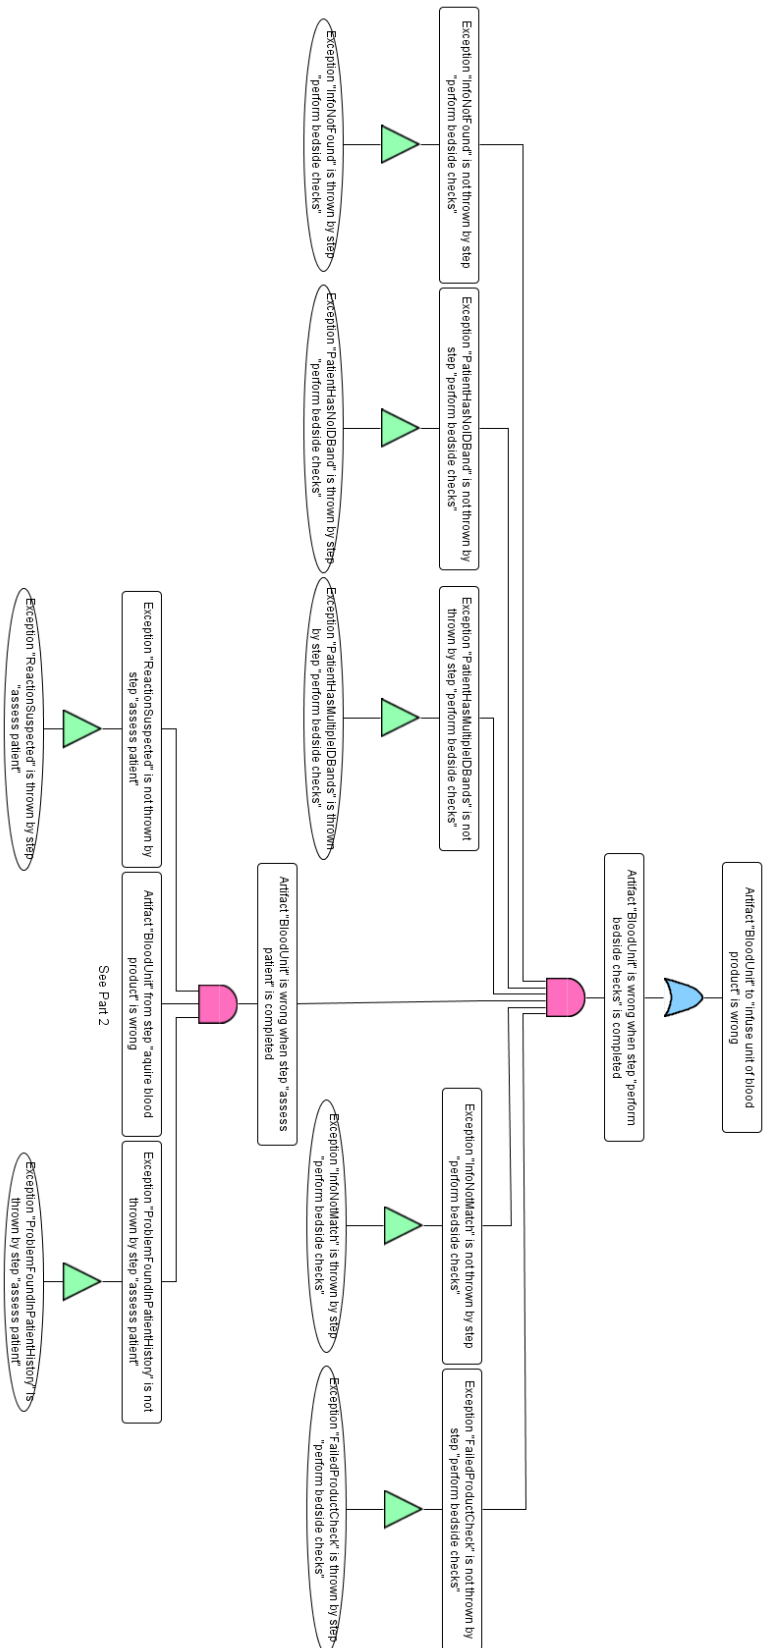 Artifact "BloodUnit" to "infuse unit of blood
product" is wrong
Artifact "BloodUnit" is wrong when step "perform
bedside checks" is completed
Exception "InfoNotFound" is not thrown by step
"perform bedside checks"
Exception "PatientHasNoIDBand" is not thrown by
step "perform bedside checks"
Exception "PatientHasMultipleIDBands" is not
thrown by step "perform bedside checks"
Exception "InfoNotMatch" is not thrown by step
"perform bedside checks"
Exception "FailedProductCheck" is not thrown by
step "perform bedside checks"
Exception "InfoNotFound" is thrown by step
"perform bedside checks"
Exception "PatientHasNoIDBand" is thrown by step
"perform bedside checks"
Exception "PatientHasMultipleIDBands" is thrown
by step "perform bedside checks"
Exception "InfoNotMatch" is thrown by step
"perform bedside checks"
Exception "FailedProductCheck" is thrown by step
"perform bedside checks"
Artifact "BloodUnit" is wrong when step "assess
patient" is completed
Exception "ReactionSuspected" is not thrown by
step "assess patient"
Artifact "BloodUnit" from step "aquire blood
product" is wrong
Exception "ProblemFoundInPatientHistory" is not
thrown by step "assess patient"
See Part 2
Exception "ReactionSuspected" is thrown by step
"assess patient"
Exception "ProblemFoundInPatientHistory" is
thrown by step "assess patient"